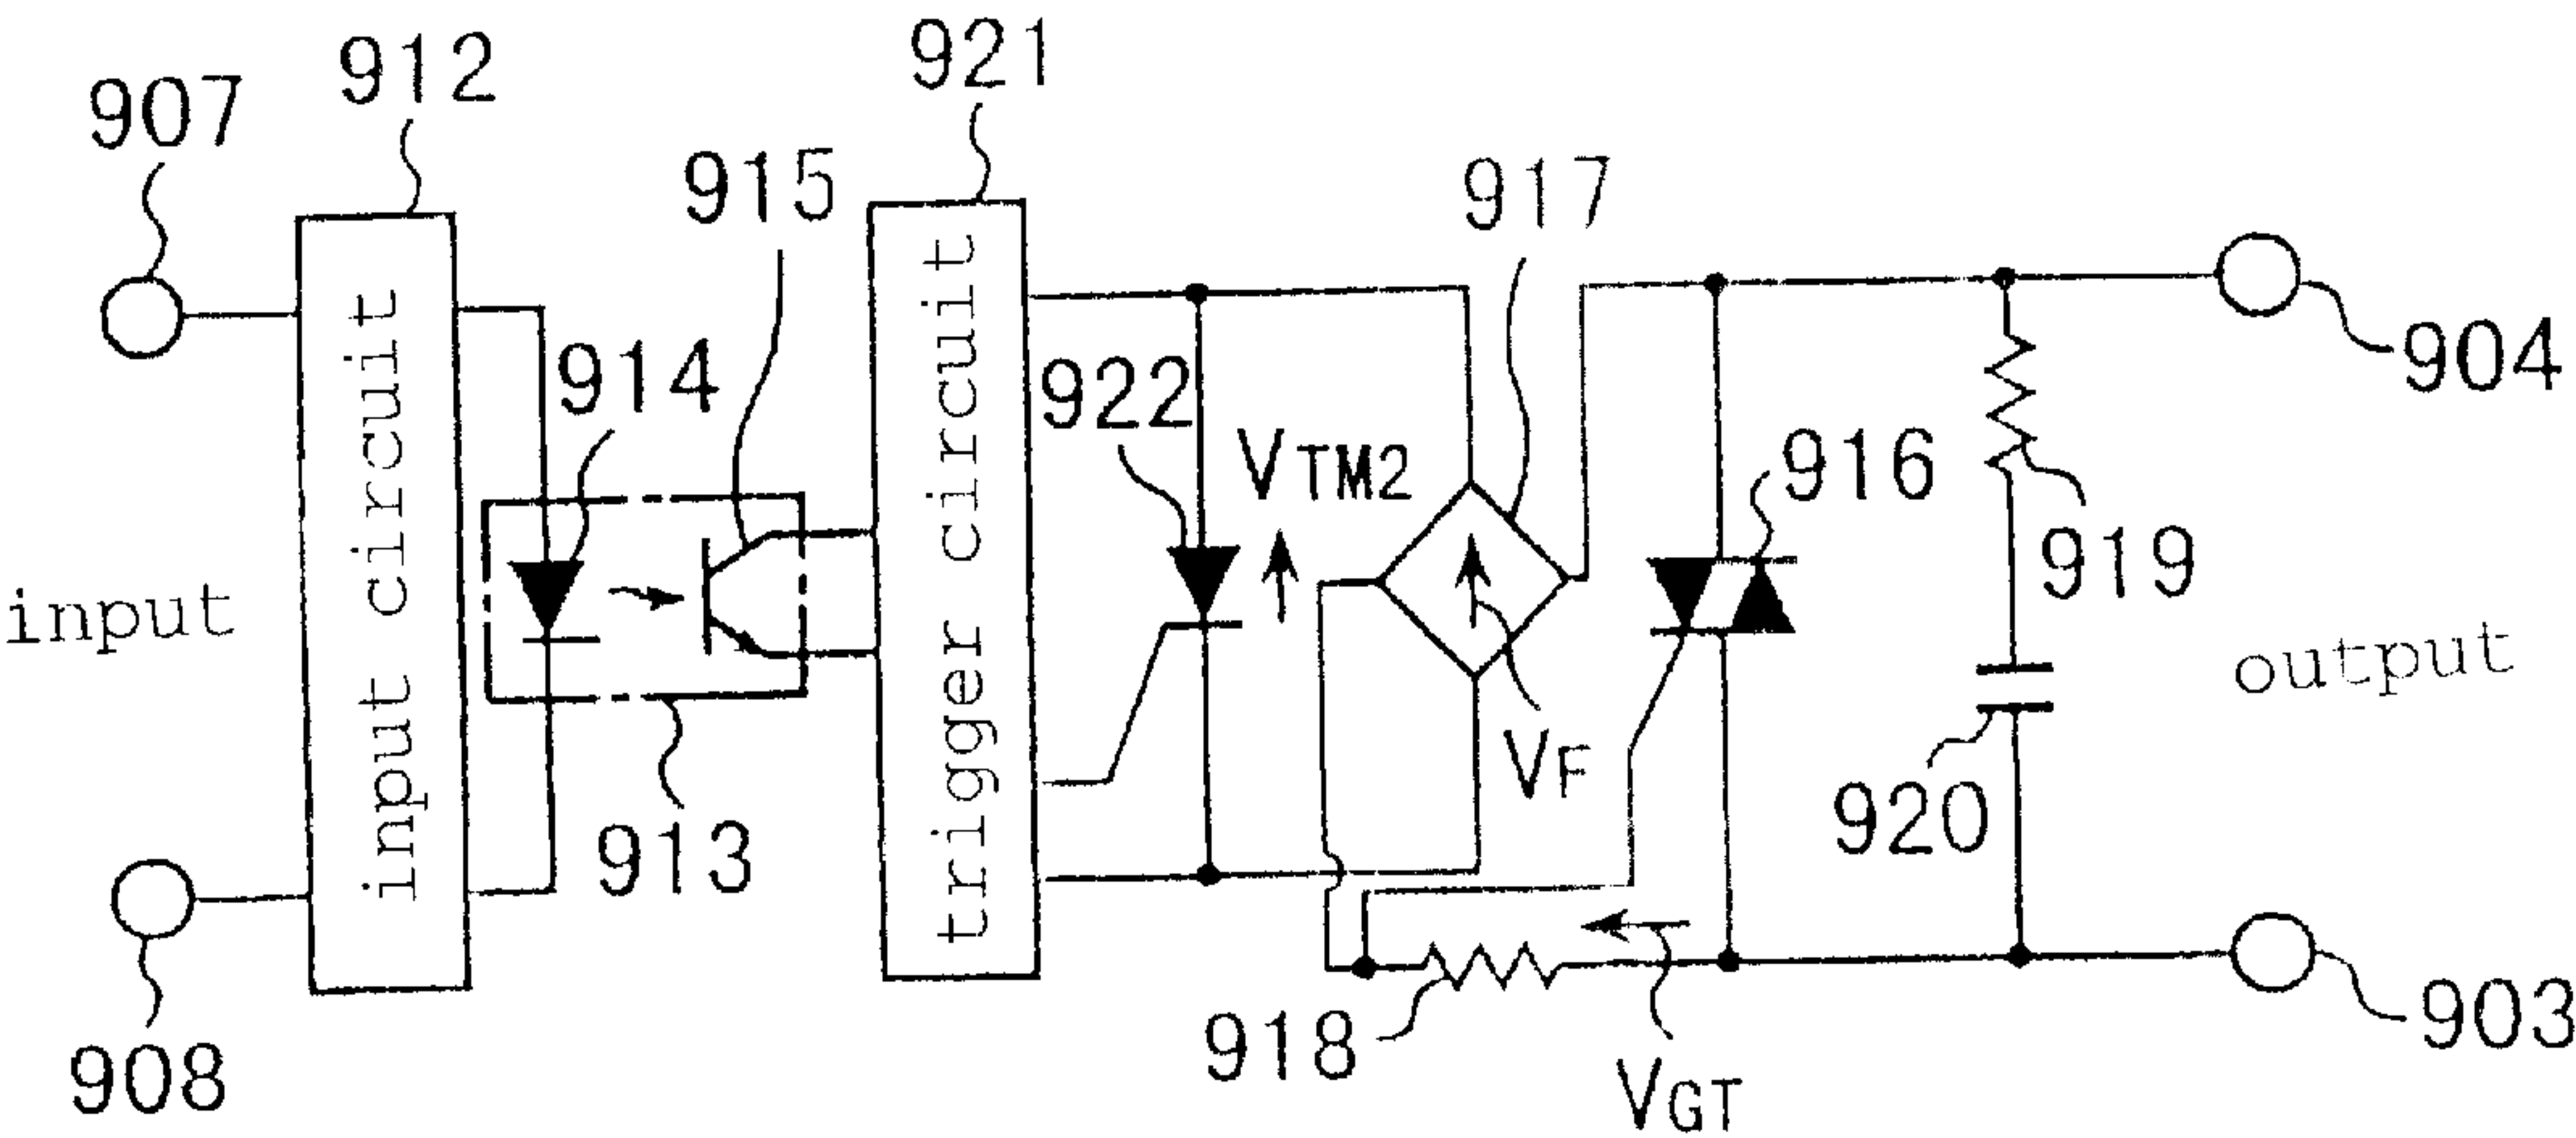 907
912
921
915
917
914
922
VTM2
916
904
919
input
input circuit
trigger circuit
output
VF
920
913
918
VGT
903
908